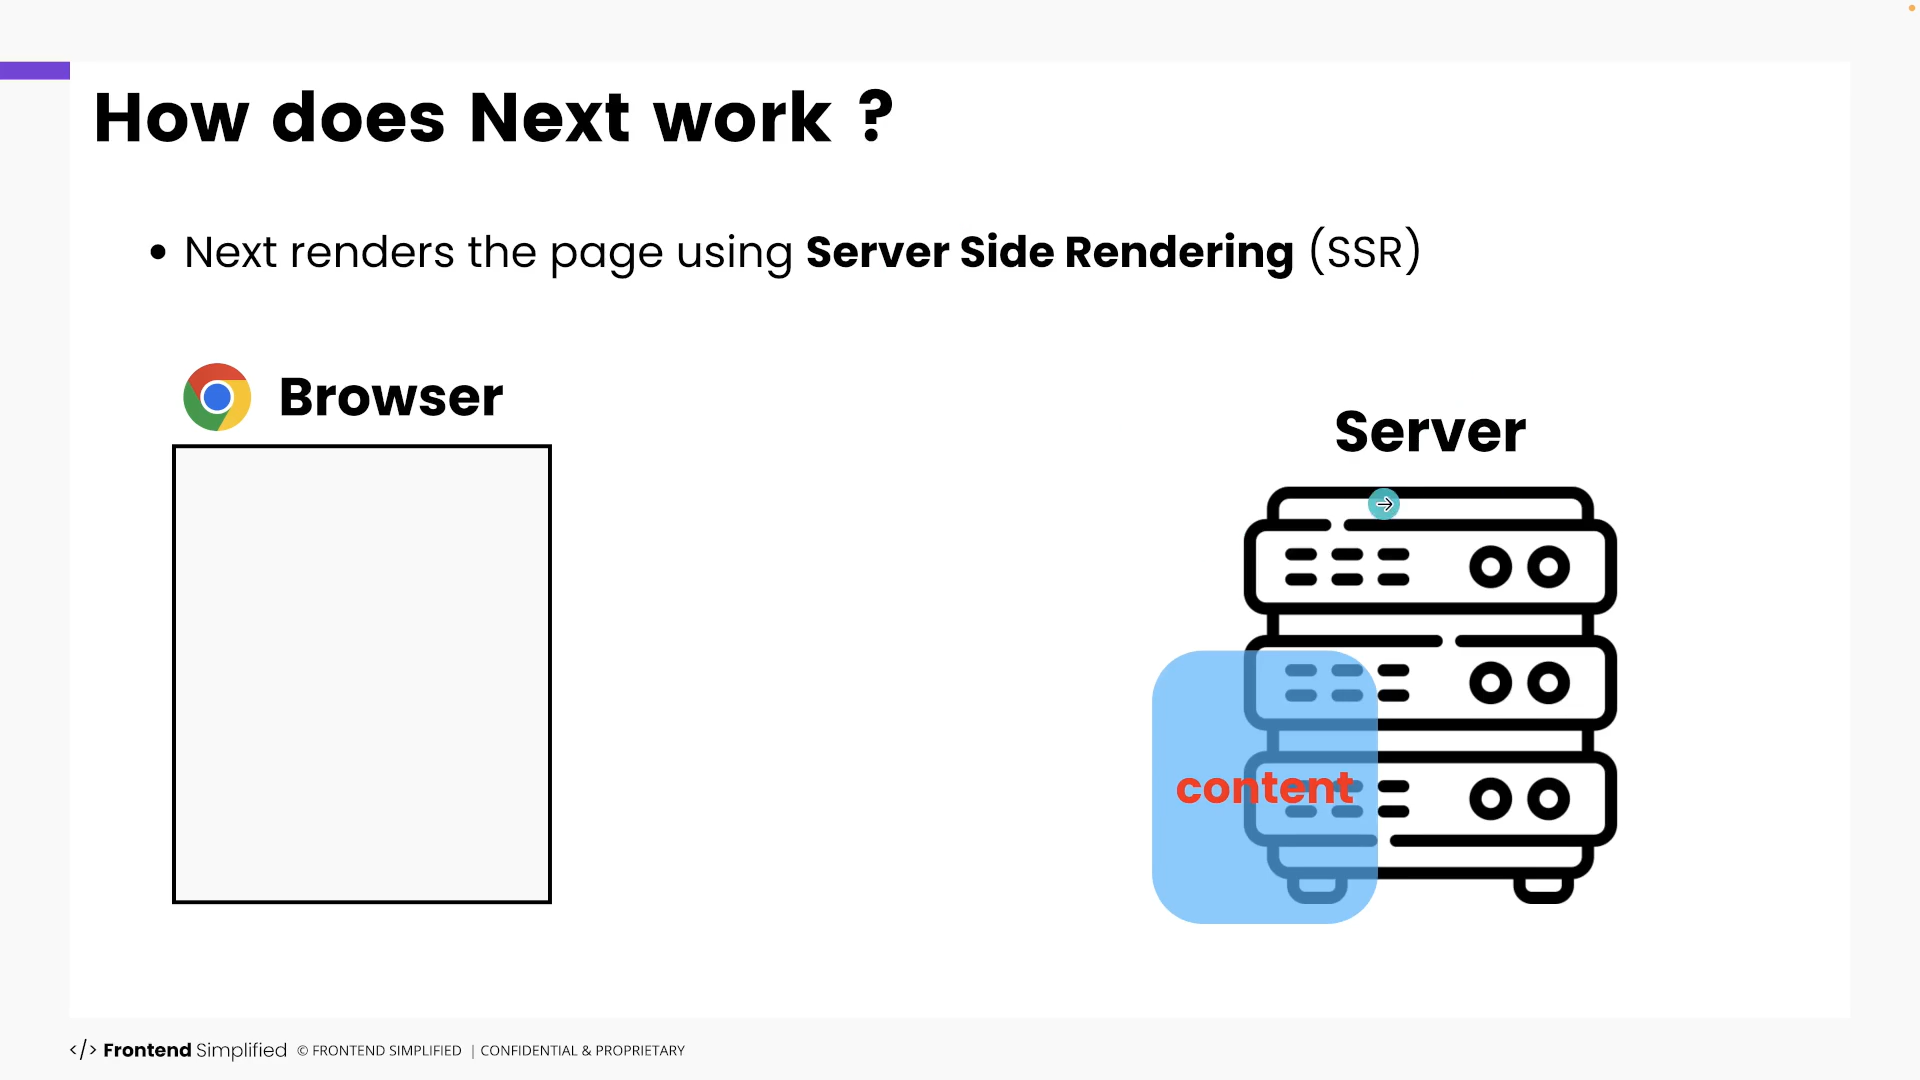 How does Next work ?
• Next renders the page using Server Side Rendering (SSR)
Browser
Server
content
</> Frontend Simplified © FRONTEND SIMPLIFIED | CONFIDENTIAL & PROPRIETARY